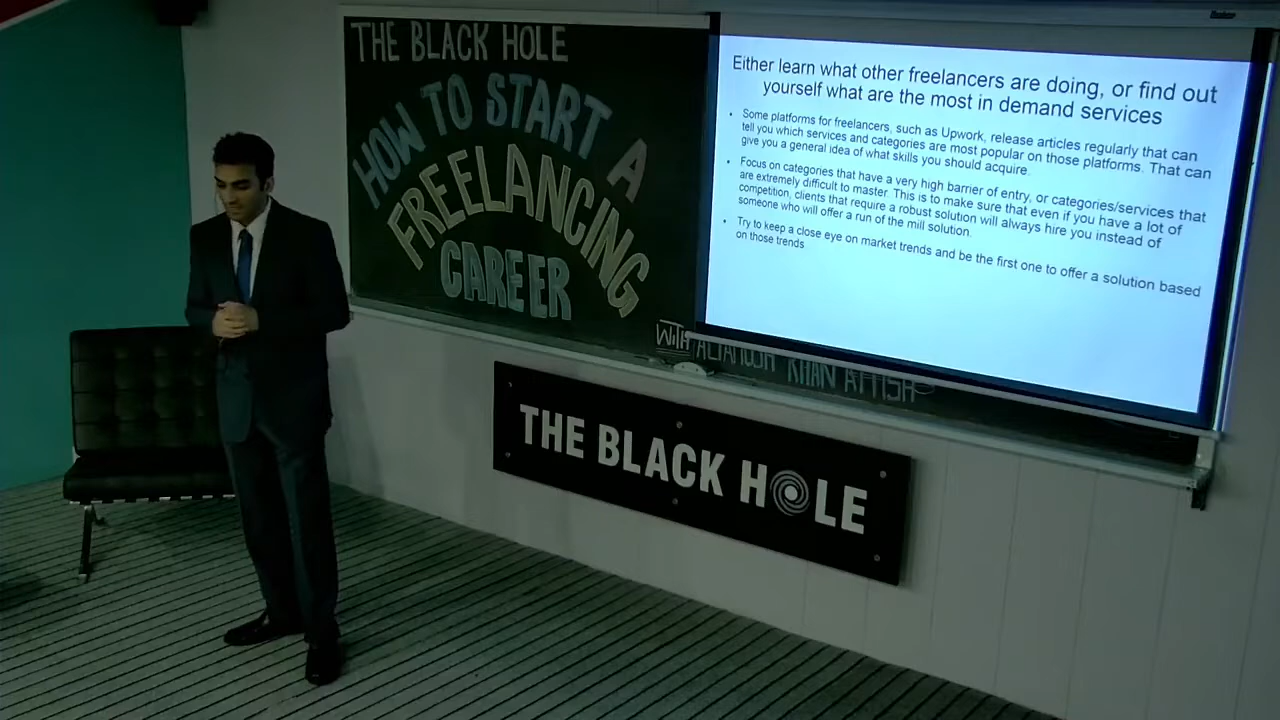 THE BLACK HOLE
HOW TO START A
FREELANCING
CAREER
WITH ALTAMUSH KHAN ATTISH
Either learn what other freelancers are doing, or find out
yourself what are the most in demand services
• Some platforms for freelancers, such as Upwork, release articles regularly that can
tell you which services and categories are most popular on those platforms. That can
give you a general idea of what skills you should acquire.
• Focus on categories that have a very high barrier of entry, or categories/services that
are extremely difficult to master. This is to make sure that even if you have a lot of
competition, clients that require a robust solution will always hire you instead of
someone who will offer a run of the mill solution.
• Try to keep a close eye on market trends and be the first one to offer a solution based
on those trends
THE BLACK HOLE